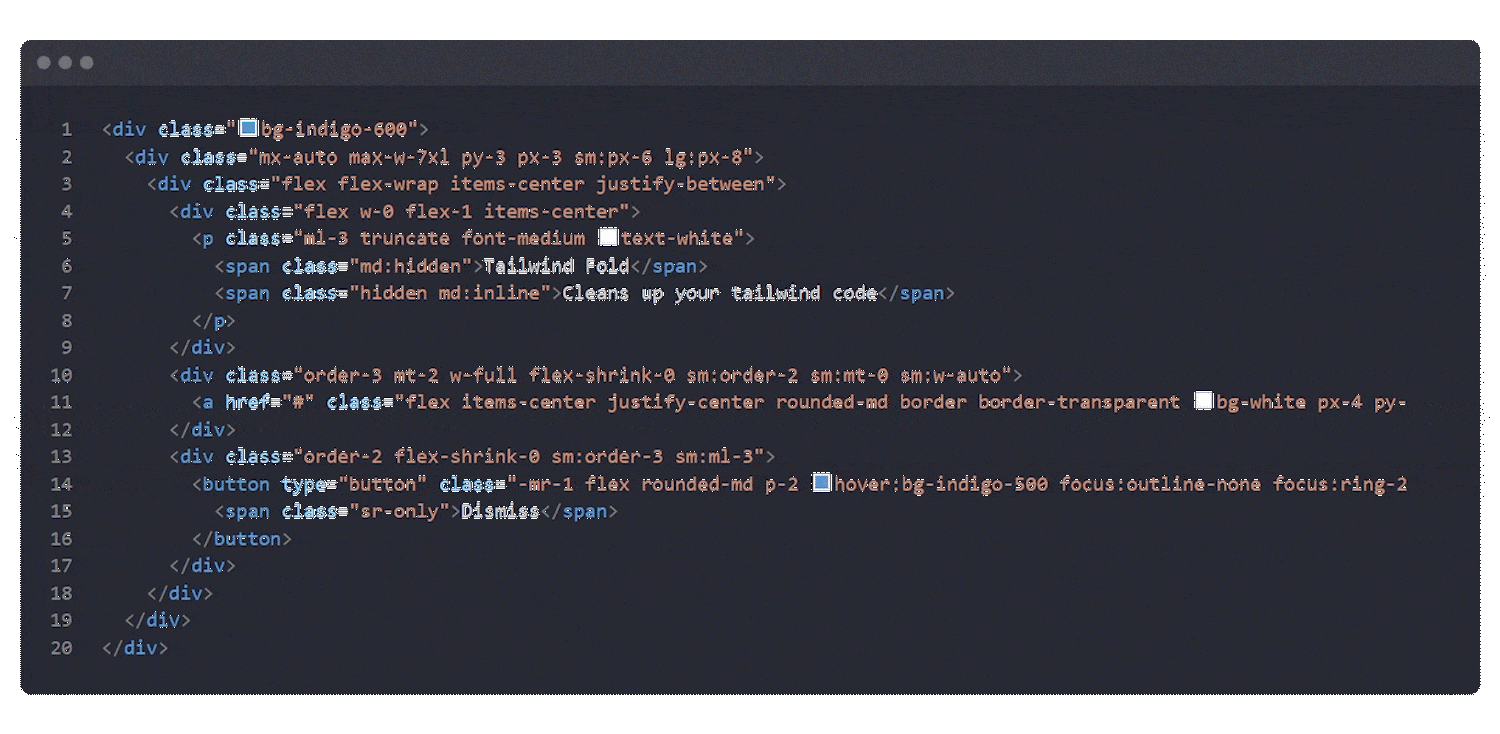 1 <div class="bg-indigo-600">
2 <div class="mx-auto max-w-7xl py-3 px-3 sm:px-6 lg:px-8">
3 <div class="flex flex-wrap items-center justify-between">
4 <div class="flex w-0 flex-1 items-center">
5 <p class="ml-3 truncate font-medium text-white">
6 <span class="md:hidden">Tailwind Fold</span>
7 <span class="hidden md:inline">Cleans up your tailwind code</span>
8 </p>
9 </div>
10 <div class="order-3 mt-2 w-full flex-shrink-0 sm:order-2 sm:mt-0 sm:w-auto">
11 <a href="#" class="flex items-center justify-center rounded-md border border-transparent bg-white px-4 py-
12 </div>
13 <div class="order-2 flex-shrink-0 sm:order-3 sm:ml-3">
14 <button type="button" class="-mr-1 flex rounded-md p-2 hover:bg-indigo-500 focus:outline-none focus:ring-2
15 <span class="sr-only">Dismiss</span>
16 </button>
17 </div>
18 </div>
19 </div>
20 </div>